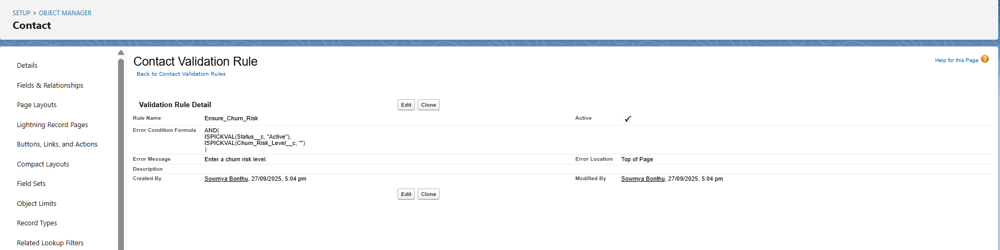 SETUP > OBJECT MANAGER
Contact
Details
Fields & Relationships
Page Layouts
Lightning Record Pages
Buttons, Links, and Actions
Compact Layouts
Field Sets
Object Limits
Record Types
Related Lookup Filters
Contact Validation Rule
Back to Contact Validation Rules
Help for this Page ?
Validation Rule Detail Edit Clone
Rule Name Ensure_Churn_Risk Active ✓
Error Condition Formula AND(
ISPICKVAL(Status__c, "Active"),
ISPICKVAL(Churn_Risk_Level__c, "")
)
Error Message Enter a churn risk level. Error Location Top of Page
Description
Created By Sowmya Bonthu, 27/09/2025, 5:04 pm Modified By Sowmya Bonthu, 27/09/2025, 5:04 pm
Edit Clone